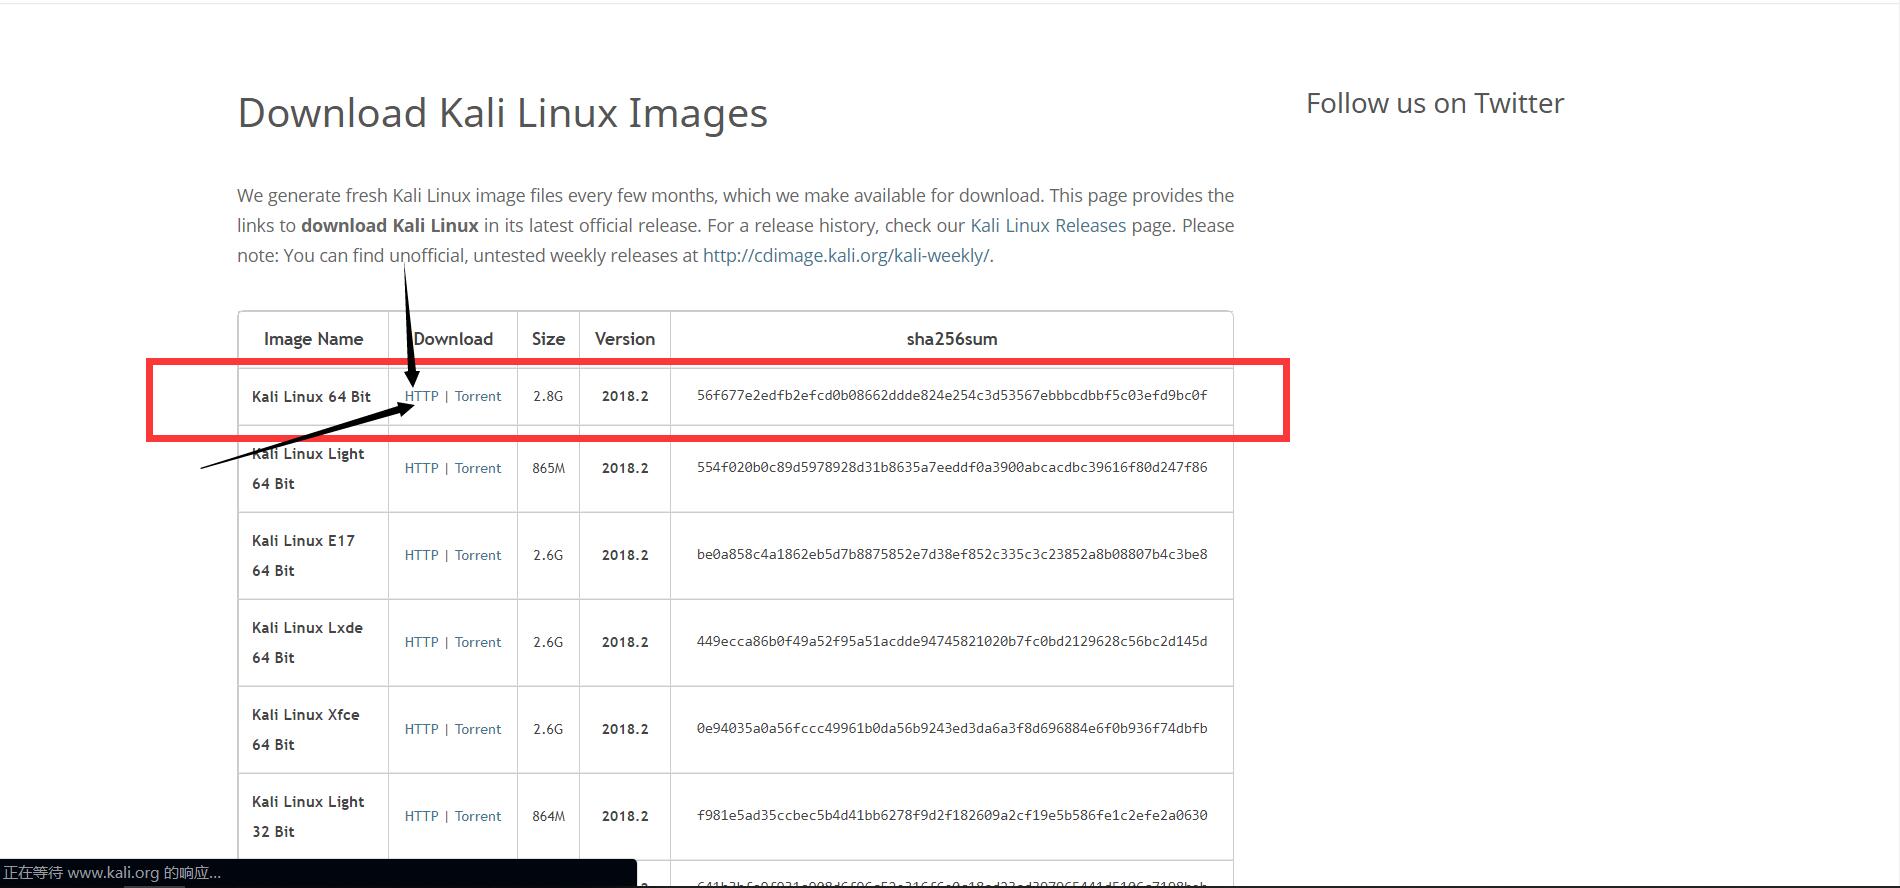 Download Kali Linux Images
Follow us on Twitter
We generate fresh Kali Linux image files every few months, which we make available for download. This page provides the
links to download Kali Linux in its latest official release. For a release history, check our Kali Linux Releases page. Please
note: You can find unofficial, untested weekly releases at http://cdimage.kali.org/kali-weekly/.
Image Name Download Size Version sha256sum
Kali Linux 64 Bit HTTP | Torrent 2.8G 2018.2 56f677e2edfb2efcd0b08662ddde824e254c3d53567ebbbcdbbf5c03efd9bc0f
Kali Linux Light
64 Bit
HTTP | Torrent 865M 2018.2 554f020b0c89d5978928d31b8635a7eeddf0a3900abcacdbc39616f80d247f86
Kali Linux E17
64 Bit
HTTP | Torrent 2.6G 2018.2 be0a858c4a1862eb5d7b8875852e7d38ef852c335c3c23852a8b08807b4c3be8
Kali Linux Lxde
64 Bit
HTTP | Torrent 2.6G 2018.2 449ecca86b0f49a52f95a51acdde94745821020b7fc0bd2129628c56bc2d145d
Kali Linux Xfce
64 Bit
HTTP | Torrent 2.6G 2018.2 0e94035a0a56fccc49961b0da56b9243ed3da6a3f8d696884e6f0b936f74dbfb
Kali Linux Light
32 Bit
HTTP | Torrent 864M 2018.2 f981e5ad35ccbec5b4d41bb6278f9d2f182609a2cf19e5b586fe1c2efe2a0630
正在等待 www.kali.org 的响应...